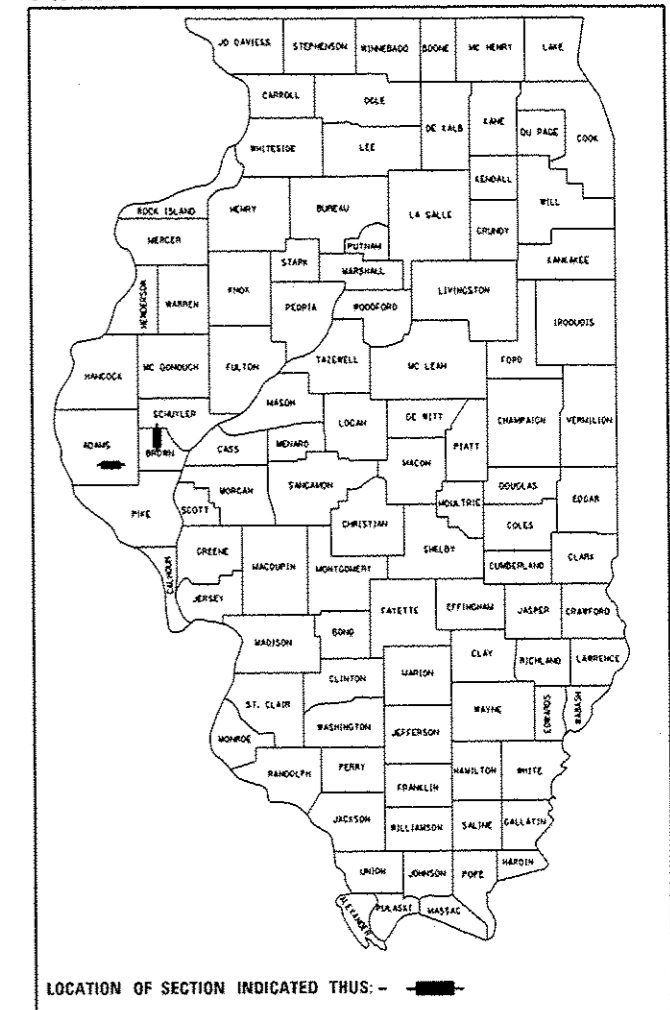 JO DAVIESS STEPHENSON WINNEBAGO BOONE MC HENRY LAKE
CARROLL OGLE
DE KALB KANE DU PAGE COOK
WHITESIDE LEE
KENDALL
WILL
ROCK ISLAND HENRY BUREAU LA SALLE
GRUNDY
MERCER PUTNAM
KANKAKEE
STARK MARSHALL
HENDERSON WARREN KNOX PEORIA WOODFORD LIVINGSTON IROQUOIS
HANCOCK MC DONOUGH FULTON TAZEWELL MC LEAN FORD
MASON
SCHUYLER LOGAN DE WITT CHAMPAIGN VERMILION
ADAMS BROWN CASS MENARD PIATT
MACON
MORGAN SANGAMON DOUGLAS
PIKE SCOTT MOULTRIE EDGAR
CHRISTIAN COLES
GREENE SHELBY CLARK
CALHOUN MACOUPIN MONTGOMERY CUMBERLAND
JERSEY FAYETTE EFFINGHAM JASPER CRAWFORD
MADISON BOND
CLAY RICHLAND LAWRENCE
CLINTON MARION
ST. CLAIR WAYNE EDWARDS WABASH
WASHINGTON JEFFERSON
MONROE
RANDOLPH PERRY HAMILTON WHITE
FRANKLIN
JACKSON WILLIAMSON SALINE GALLATIN
UNION JOHNSON POPE HARDIN
ALEXANDER PULASKI MASSAC
LOCATION OF SECTION INDICATED THUS: -